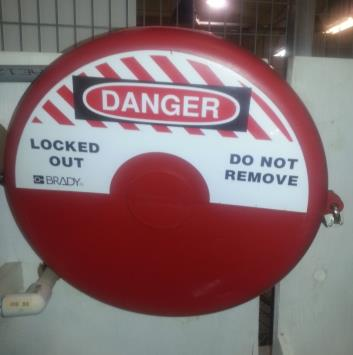 DANGER
LOCKED
OUT
DO NOT
REMOVE
BRADY